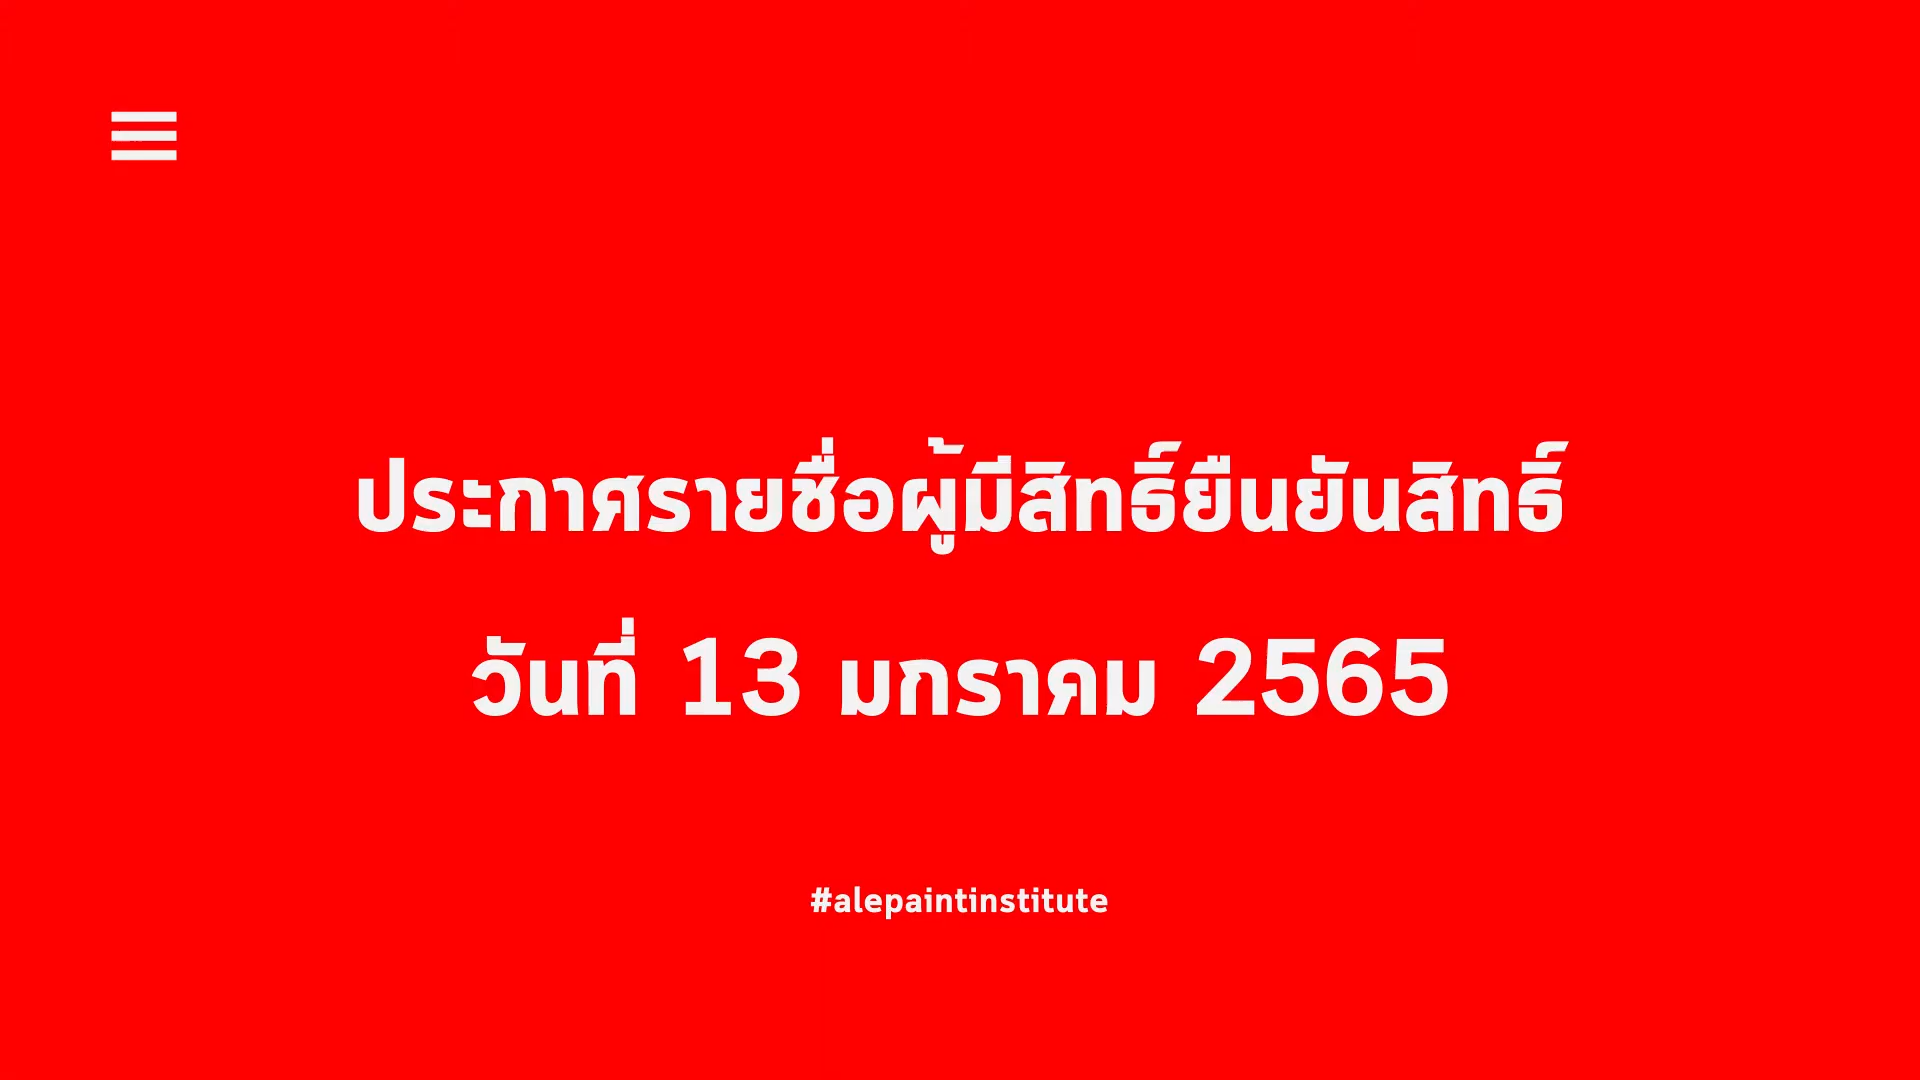 ประกาศรายชื่อผู้มีสิทธิ์ยืนยันสิทธิ์
วันที่ 13 มกราคม 2565
#alepaintinstitute